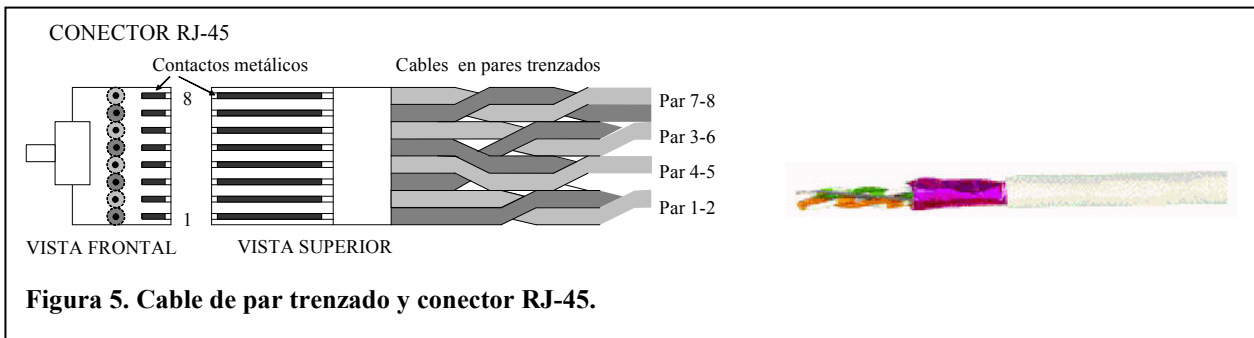 CONECTOR RJ-45
Contactos metálicos
Cables en pares trenzados
8
1
Par 7-8
Par 3-6
Par 4-5
Par 1-2
VISTA FRONTAL
VISTA SUPERIOR
Figura 5. Cable de par trenzado y conector RJ-45.